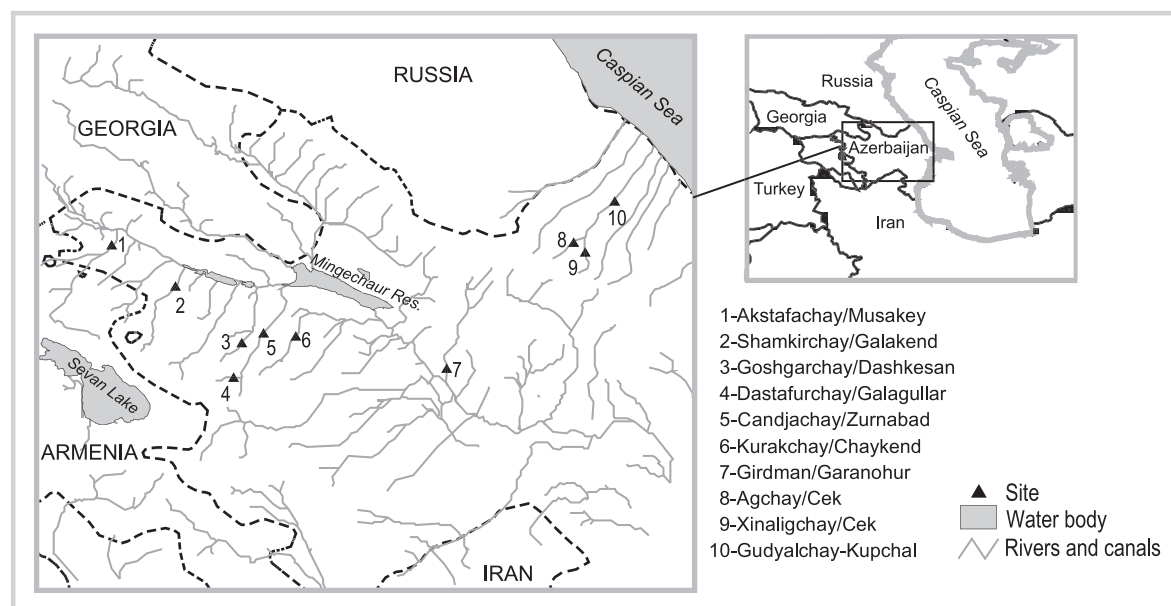 RUSSIA
Caspian Sea
GEORGIA
Mingechaur Res.
Sevan Lake
ARMENIA
IRAN
1
2
3
4
5
6
7
8
9
10
Russia
Georgia
Caspian Sea
Azerbaijan
Turkey
Iran
1-Akstafachay/Musakey
2-Shamkirchay/Galakend
3-Goshgarchay/Dashkesan
4-Dastafurchay/Galagullar
5-Candjachay/Zurnabad
6-Kurakchay/Chaykend
7-Girdman/Garanohur
8-Agchay/Cek
9-Xinaligchay/Cek
10-Gudyalchay-Kupchal
Site
Water body
Rivers and canals